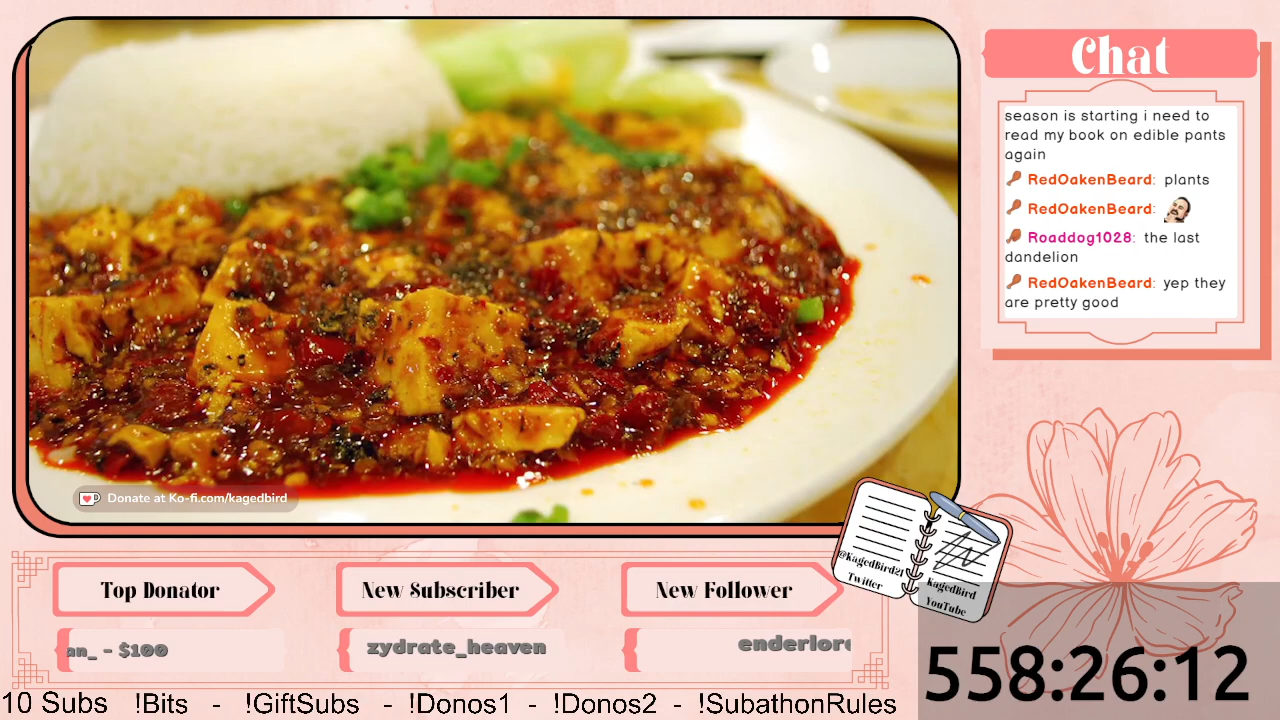 Chat
season is starting i need to
read my book on edible pants
again
RedOakenBeard: plants
RedOakenBeard:
Roaddog1028: the last
dandelion
RedOakenBeard: yep they
are pretty good
Donate at Ko-fi.com/kagedbird
@KagedBird21
Twitter
KagedBird
YouTube
Top Donator
New Subscriber
New Follower
an_ - $100
zydrate_heaven
enderlore
558:26:12
10 Subs !Bits - !GiftSubs - !Donos1 - !Donos2 - !SubathonRules